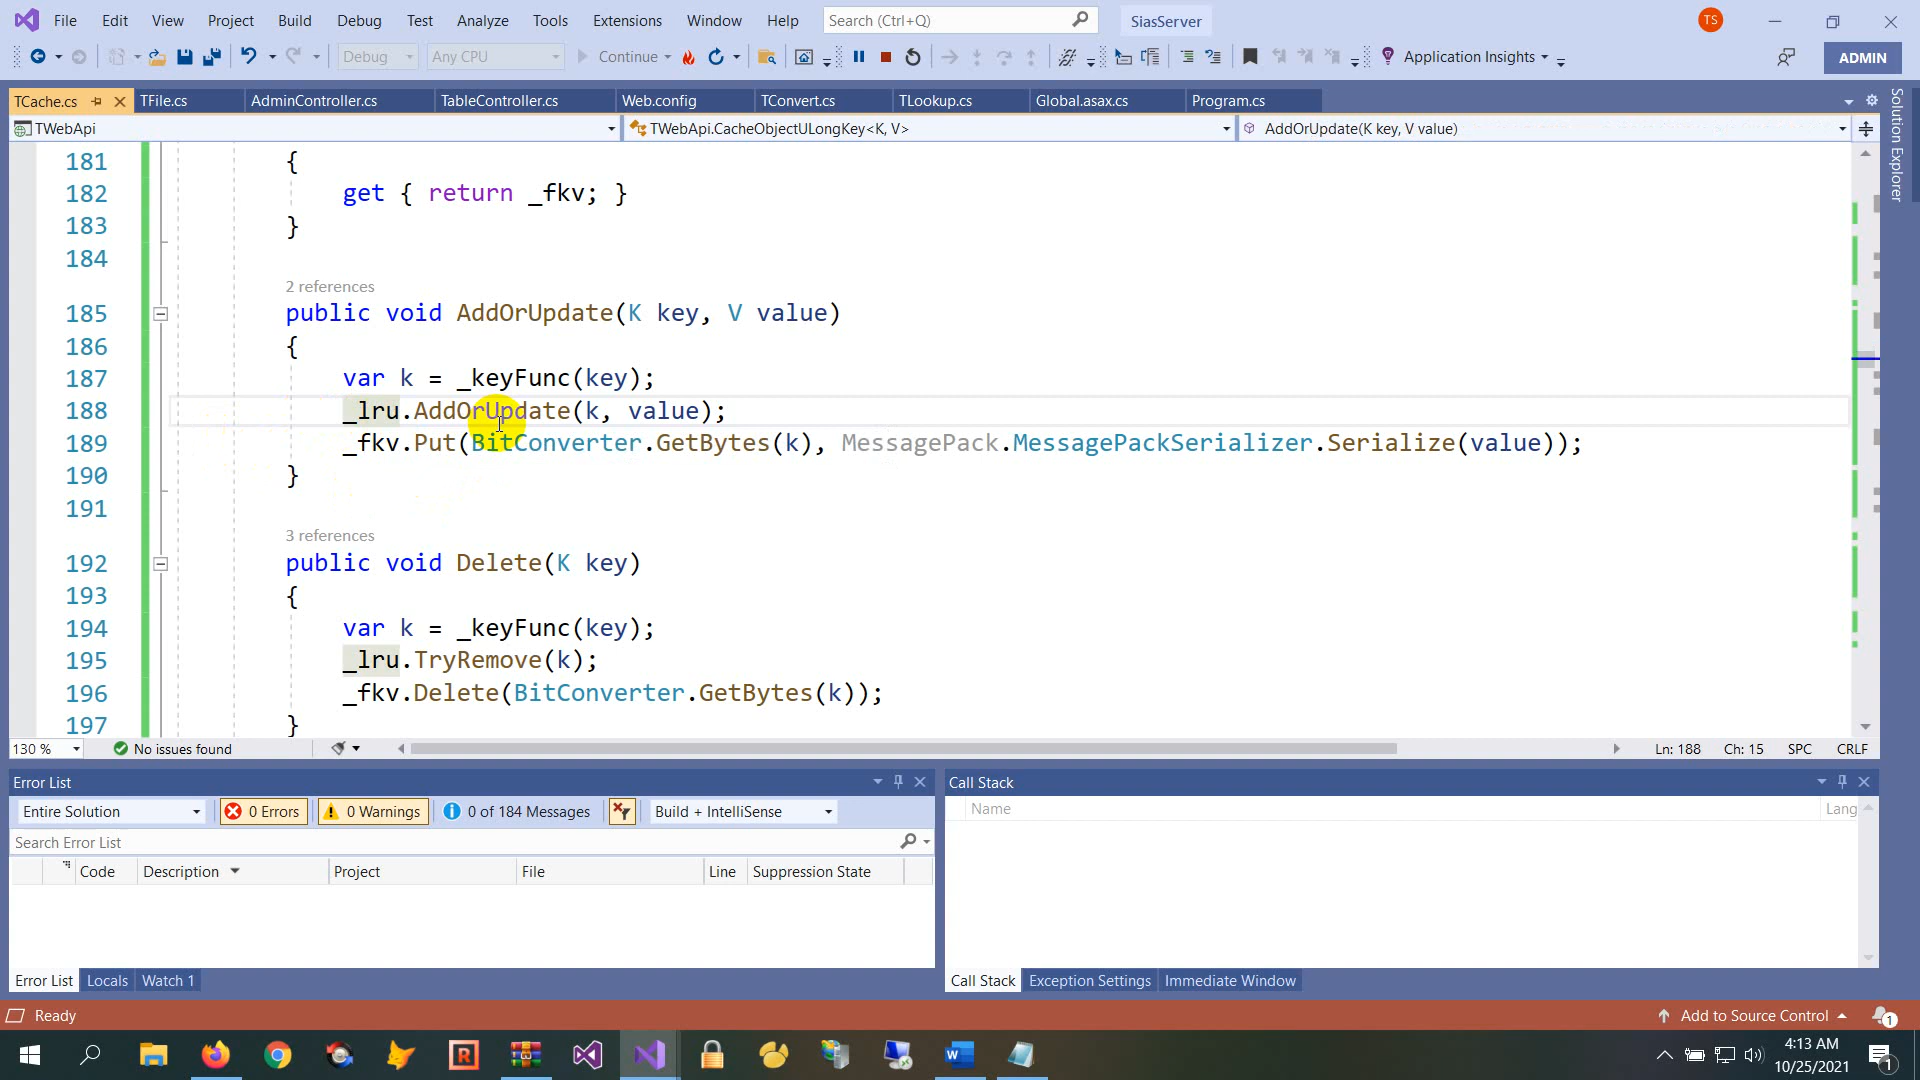 File Edit View Project Build Debug Test Analyze Tools Extensions Window Help Search (Ctrl+Q) SiasServer TS
Debug Any CPU Continue Application Insights ADMIN
TCache.cs TFile.cs AdminController.cs TableController.cs Web.config TConvert.cs TLookup.cs Global.asax.cs Program.cs
Solution Explorer
TWebApi TWebApi.CacheObjectULongKey<K, V> AddOrUpdate(K key, V value)
181 {
182 get { return _fkv; }
183 }
184
2 references
185 public void AddOrUpdate(K key, V value)
186 {
187 var k = _keyFunc(key);
188 _lru.AddOrUpdate(k, value);
189 _fkv.Put(BitConverter.GetBytes(k), MessagePack.MessagePackSerializer.Serialize(value));
190 }
191
3 references
192 public void Delete(K key)
193 {
194 var k = _keyFunc(key);
195 _lru.TryRemove(k);
196 _fkv.Delete(BitConverter.GetBytes(k));
197 }
130 % No issues found Ln: 188 Ch: 15 SPC CRLF
Error List Call Stack
Entire Solution 0 Errors 0 Warnings 0 of 184 Messages Build + IntelliSense Name Lang
Search Error List
Code Description Project File Line Suppression State
Error List Locals Watch 1 Call Stack Exception Settings Immediate Window
Ready Add to Source Control 1
4:13 AM
10/25/2021 1